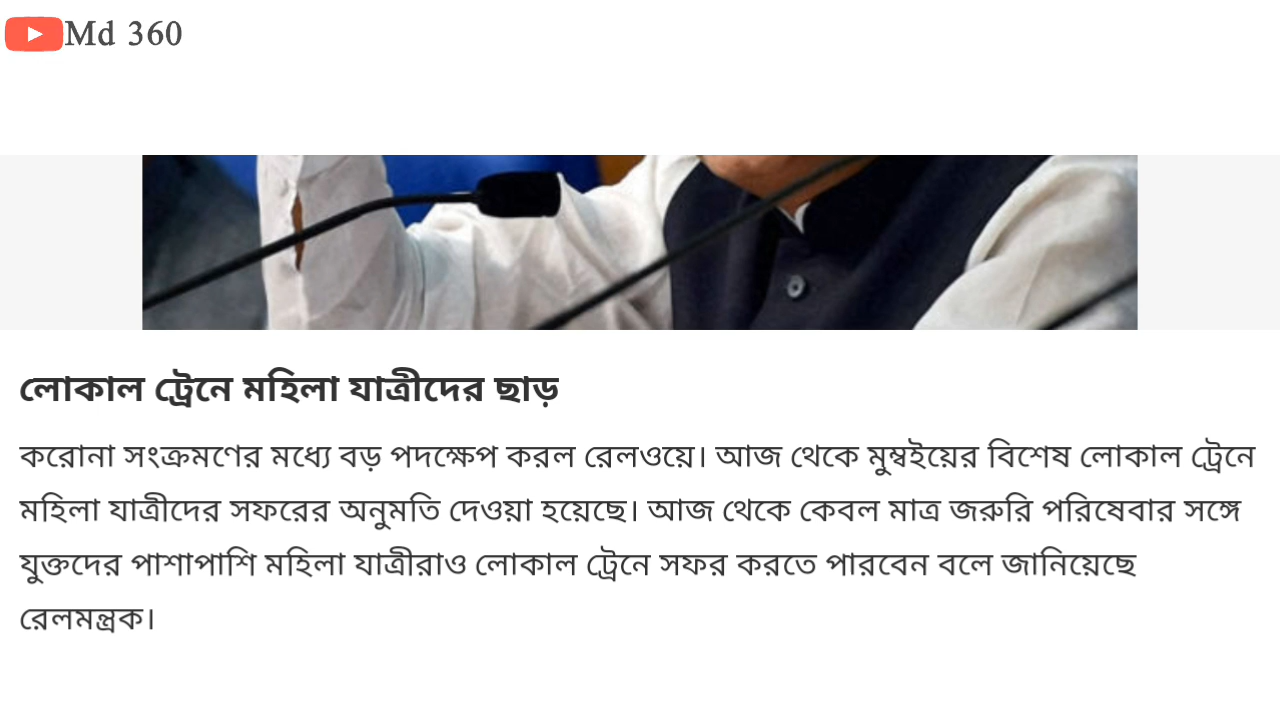 Md 360
লোকাল ট্রেনে মহিলা যাত্রীদের ছাড়
করোনা সংক্রমণের মধ্যে বড় পদক্ষেপ করল রেলওয়ে। আজ থেকে মুম্বইয়ের বিশেষ লোকাল ট্রেনে
মহিলা যাত্রীদের সফরের অনুমতি দেওয়া হয়েছে। আজ থেকে কেবল মাত্র জরুরি পরিষেবার সঙ্গে
যুক্তদের পাশাপাশি মহিলা যাত্রীরাও লোকাল ট্রেনে সফর করতে পারবেন বলে জানিয়েছে
রেলমন্ত্রক।